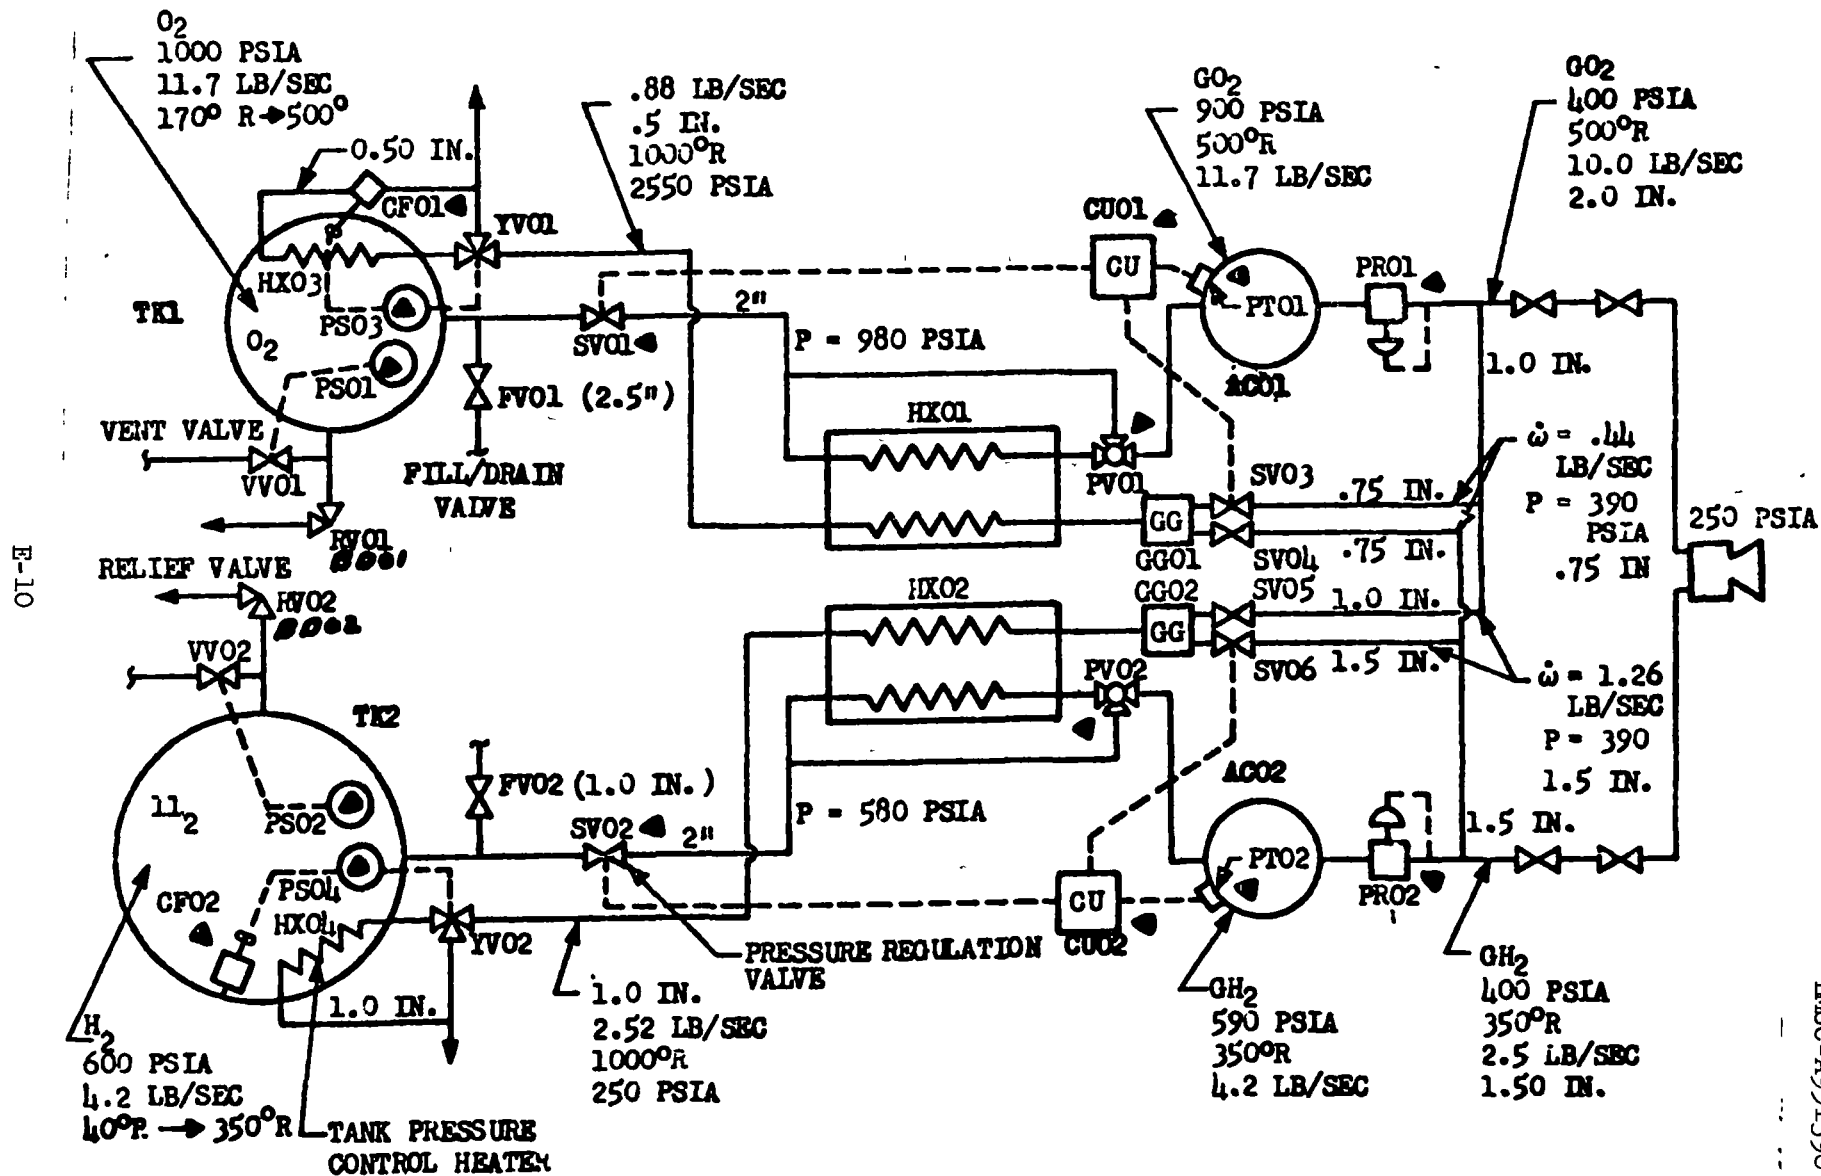 O2
1000 PSIA
11.7 LB/SEC
170° R → 500°
0.50 IN.
CF01
YV01
.88 LB/SEC
.5 IN.
1000°R
2550 PSIA
GO2
900 PSIA
500°R
11.7 LB/SEC
GO2
400 PSIA
500°R
10.0 LB/SEC
2.0 IN.
CU01
CU
HX03
TK1
PS03
O2
PS01
2"
SV01
P = 980 PSIA
PT01
AC01
PR01
1.0 IN.
FV01 (2.5")
VENT VALVE
VV01
FILL/DRAIN
VALVE
HX01
PV01
SV03
.75 IN.
ω̇ = .44
LB/SEC
P = 390
PSIA
.75 IN
GG
GG01
SV04
.75 IN.
250 PSIA
RV01
RELIEF VALVE
RV02
VV02
HX02
GG02
SV05
1.0 IN.
GG
SV06
1.5 IN.
PV02
ω̇ = 1.26
LB/SEC
P = 390
1.5 IN.
TK2
FV02 (1.0 IN.)
PS02
SV02
2"
P = 580 PSIA
AC02
1.5 IN.
PT02
PR02
PS04
CF02
HX04
YV02
CU
CU02
PRESSURE REGULATION
VALVE
1.0 IN.
1.0 IN.
2.52 LB/SEC
1000°R
250 PSIA
GH2
590 PSIA
350°R
4.2 LB/SEC
GH2
400 PSIA
350°R
2.5 LB/SEC
1.50 IN.
H2
600 PSIA
4.2 LB/SEC
40°R → 350°R
TANK PRESSURE
CONTROL HEATER
E-10